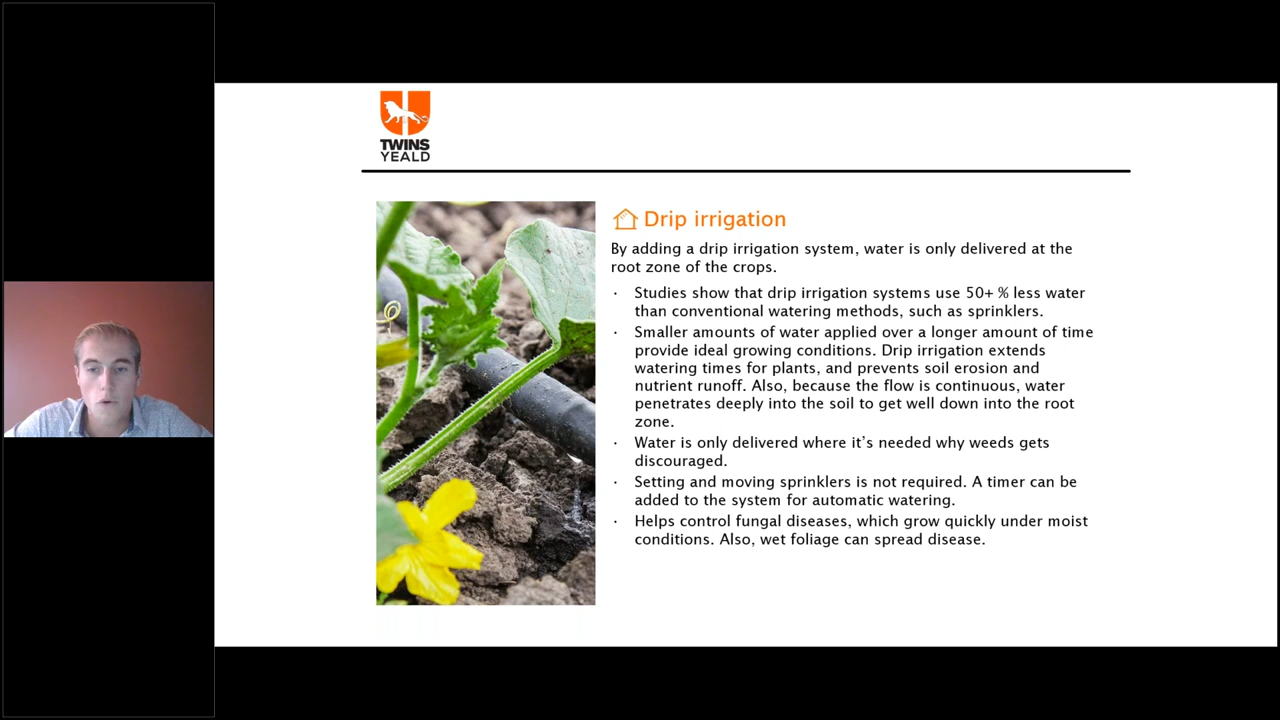 TWINS
YEALD
Drip irrigation
By adding a drip irrigation system, water is only delivered at the
root zone of the crops.
· Studies show that drip irrigation systems use 50+ % less water
than conventional watering methods, such as sprinklers.
· Smaller amounts of water applied over a longer amount of time
provide ideal growing conditions. Drip irrigation extends
watering times for plants, and prevents soil erosion and
nutrient runoff. Also, because the flow is continuous, water
penetrates deeply into the soil to get well down into the root
zone.
· Water is only delivered where it’s needed why weeds gets
discouraged.
· Setting and moving sprinklers is not required. A timer can be
added to the system for automatic watering.
· Helps control fungal diseases, which grow quickly under moist
conditions. Also, wet foliage can spread disease.